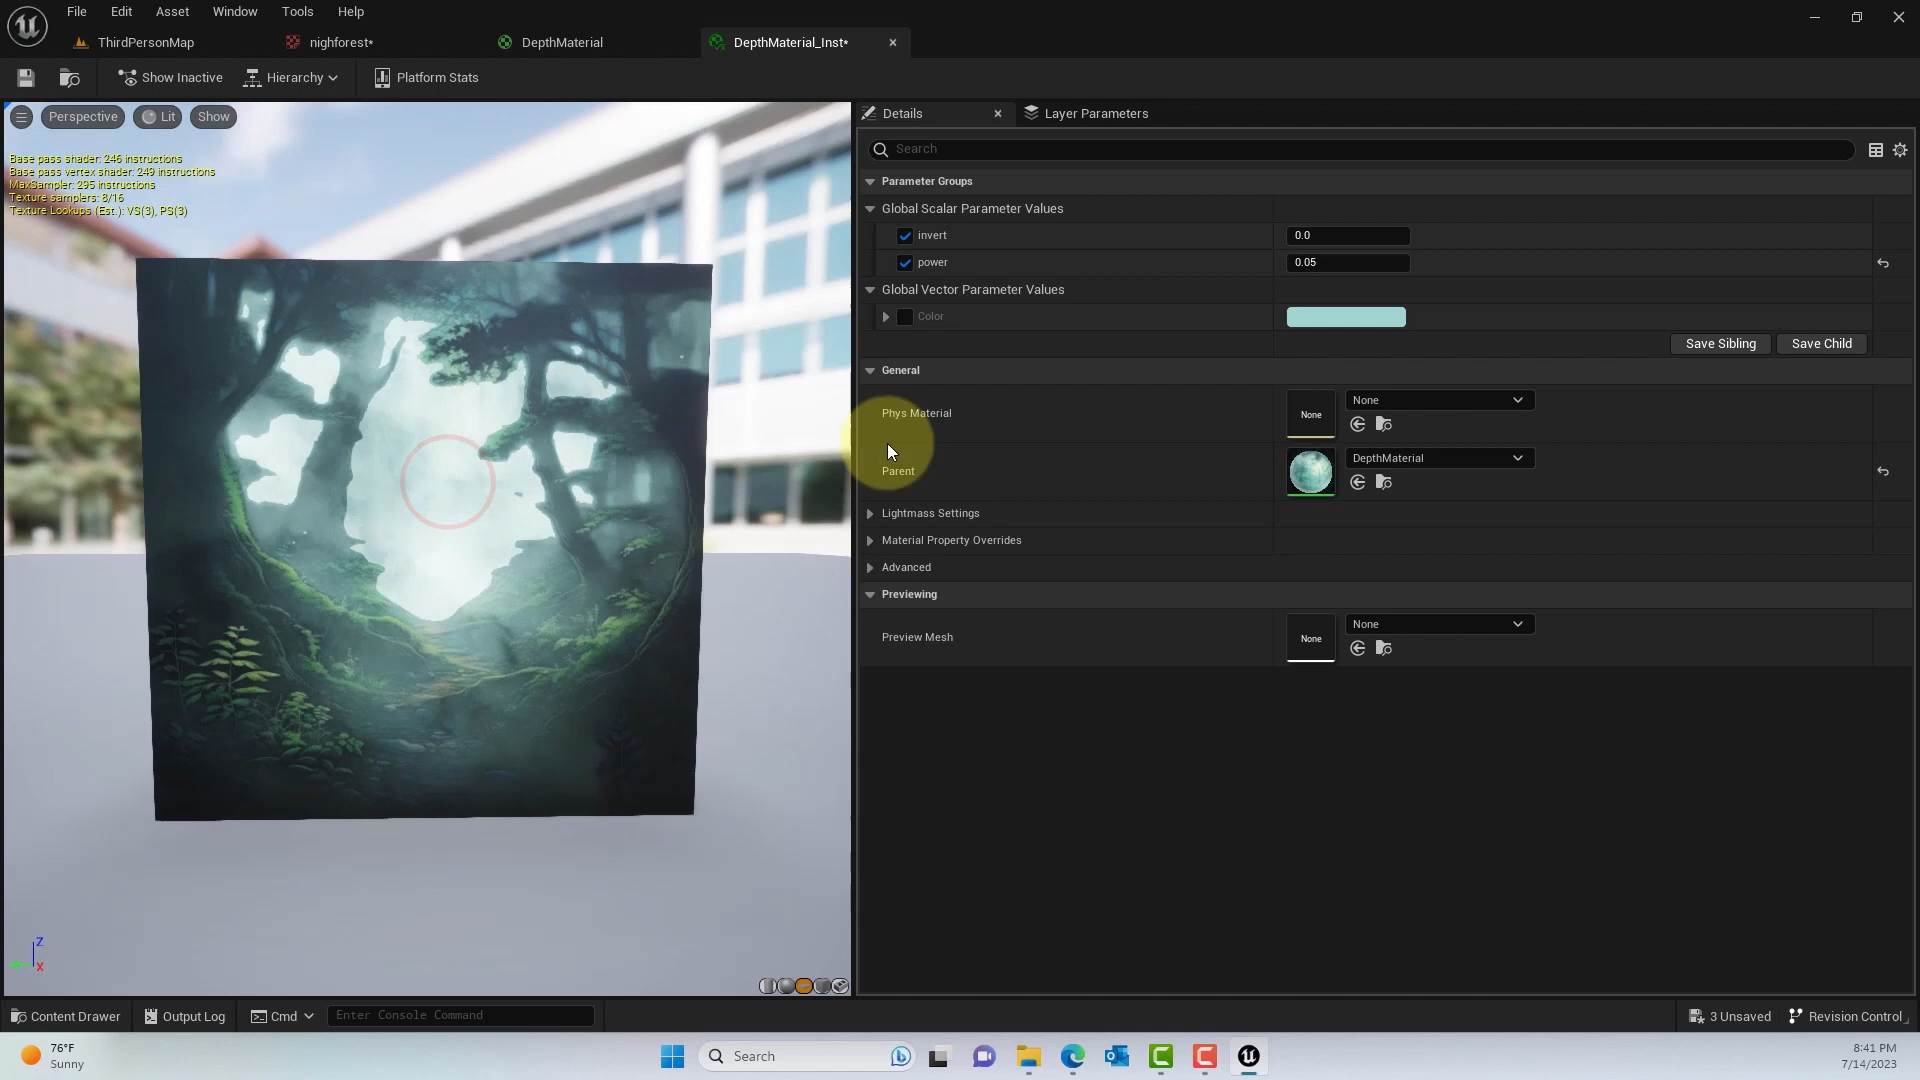 File Edit Asset Window Tools Help
ThirdPersonMap nighforest* DepthMaterial DepthMaterial_Inst*
Show Inactive Hierarchy Platform Stats
Perspective Lit Show
Base pass shader: 246 instructions
Base pass vertex shader: 249 instructions
MaxSampler: 295 instructions
Texture samplers: 8/16
Texture Lookups (Est.): VS(3), PS(3)
Z
X
Details Layer Parameters
Search
Parameter Groups
Global Scalar Parameter Values
invert 0.0
power 0.05
Global Vector Parameter Values
Color
Save Sibling Save Child
General
Phys Material None None
Parent DepthMaterial
Lightmass Settings
Material Property Overrides
Advanced
Previewing
Preview Mesh None None
Content Drawer Output Log Cmd Enter Console Command 3 Unsaved Revision Control
76°F
Sunny
Search
8:41 PM
7/14/2023